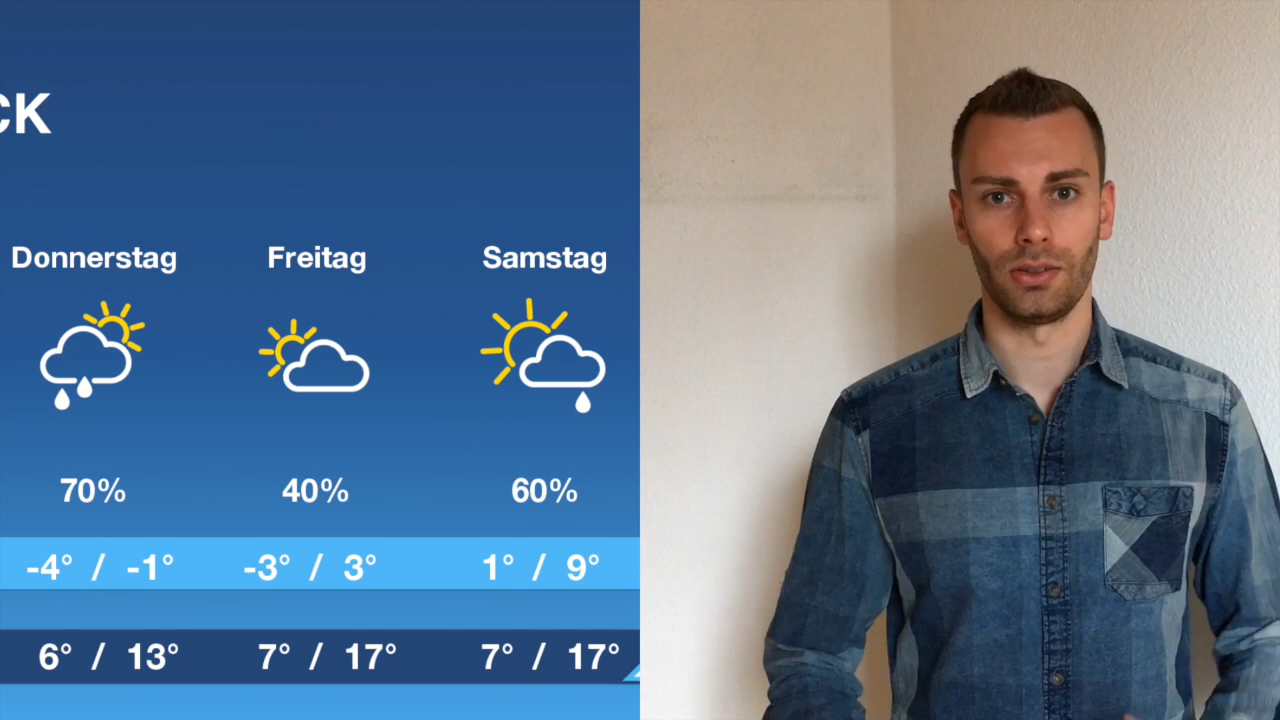 CK
Donnerstag Freitag Samstag
70% 40% 60%
-4° / -1° -3° / 3° 1° / 9°
6° / 13° 7° / 17° 7° / 17°